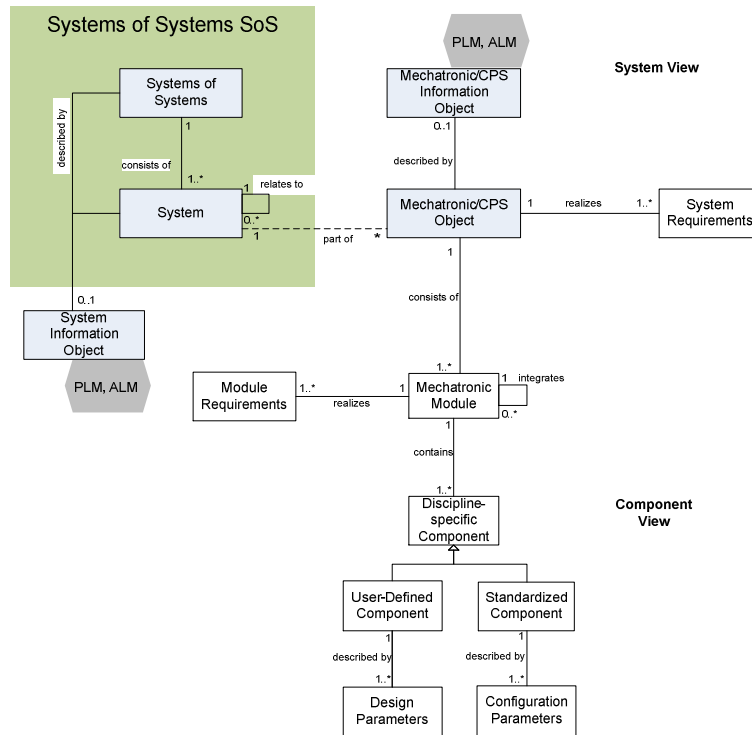 Systems of Systems SoS
PLM, ALM
System View
Systems of
Systems
Mechatronic/CPS
Information
Object
1
0..1
described by
consists of
described by
1..*
1
relates to
System
0..*
1
part of
*
Mechatronic/CPS
Object
1
realizes
1..*
System
Requirements
1
0..1
System
Information
Object
PLM, ALM
consists of
1..*
Module
Requirements
1..*
realizes
1
Mechatronic
Module
1
integrates
0..*
1
contains
1..*
Discipline-
specific
Component
Component
View
User-Defined
Component
Standardized
Component
1
described by
1..*
1
described by
1..*
Design
Parameters
Configuration
Parameters